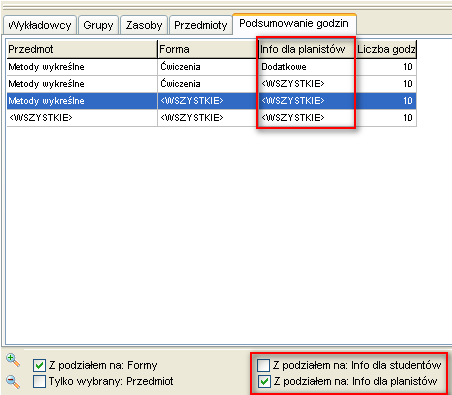 Wykładowcy Grupy Zasoby Przedmioty Podsumowanie godzin
Przedmot Forma Info dla planistów Liczba godz
Metody wykreślne Ćwiczenia Dodatkowe 10
Metody wykreślne Ćwiczenia <WSZYSTKIE> 10
Metody wykreślne <WSZYSTKIE> <WSZYSTKIE> 10
<WSZYSTKIE> <WSZYSTKIE> <WSZYSTKIE> 10
Z podziałem na: Formy Z podziałem na: Info dla studentów
Tylko wybrany: Przedmiot Z podziałem na: Info dla planistów